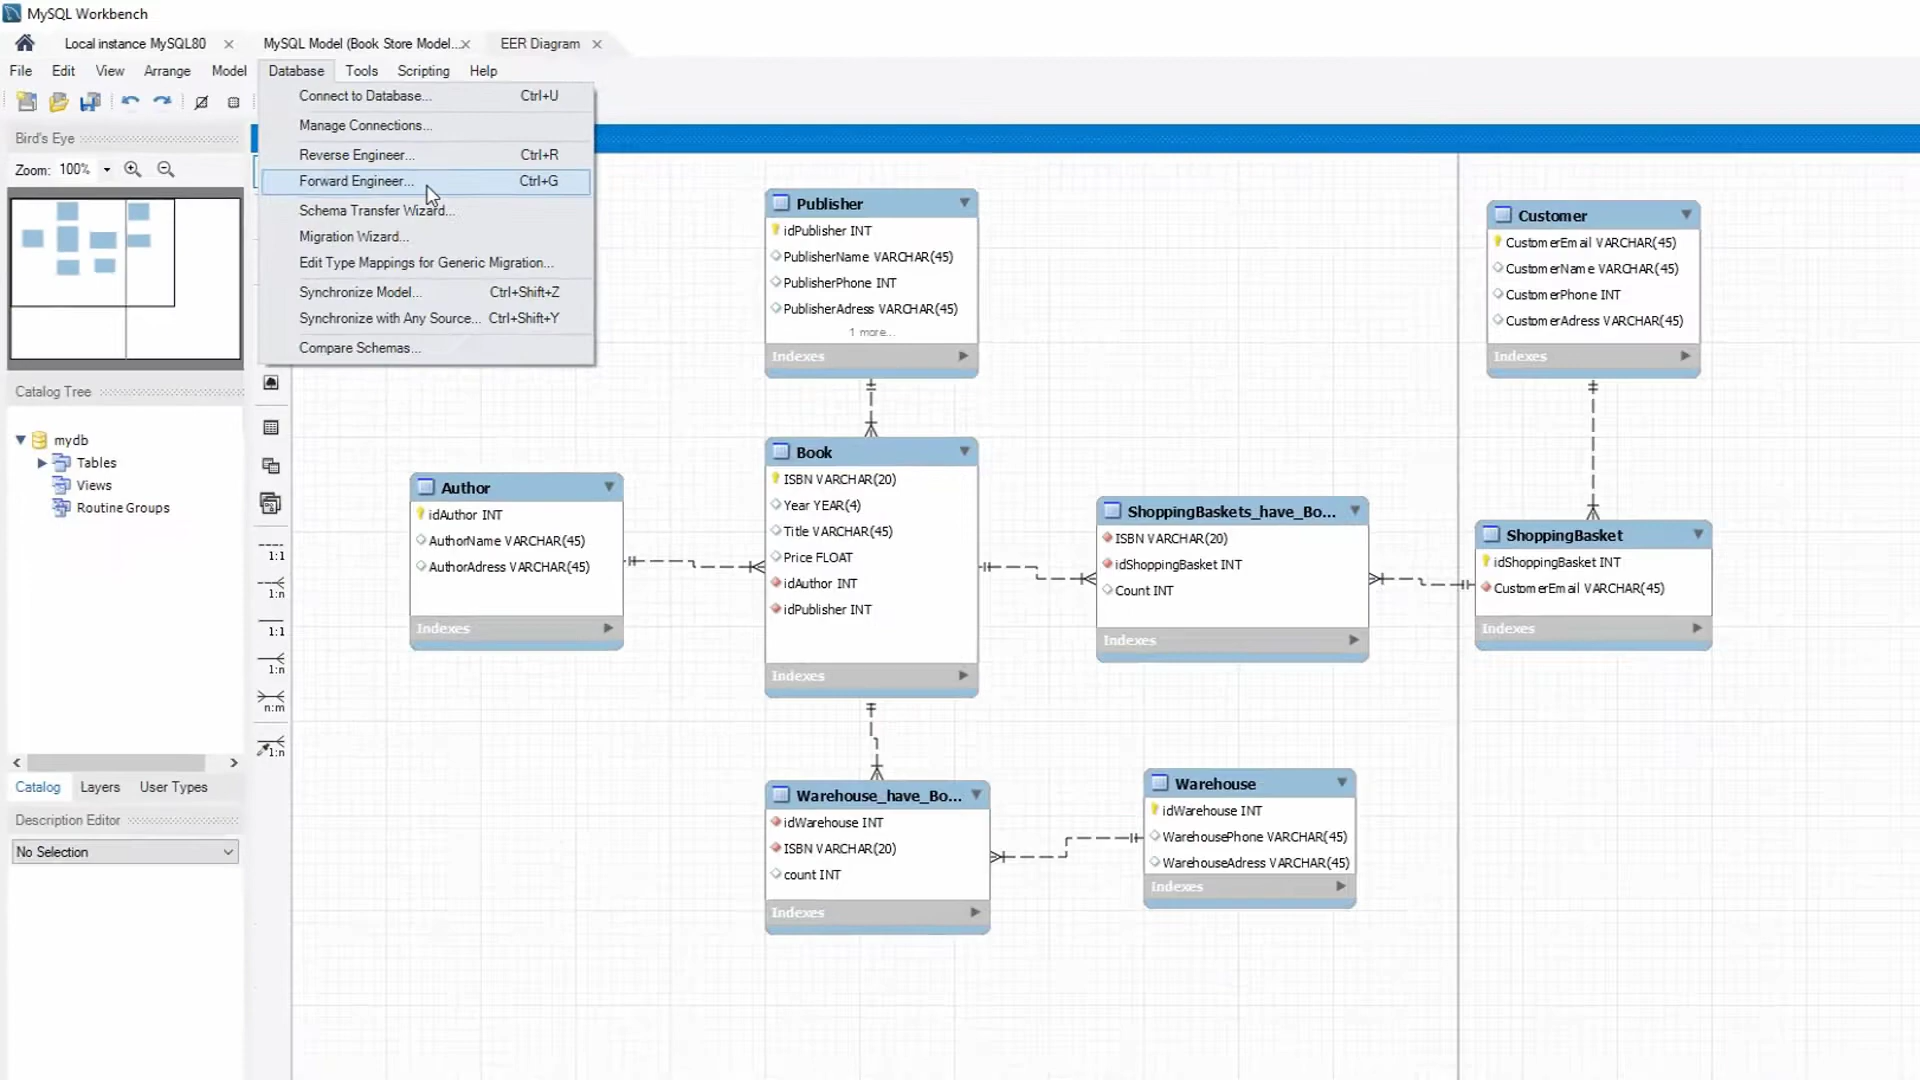 MySQL Workbench
Local instance MySQL80
MySQL Model (Book Store Model...
EER Diagram
File
Edit
View
Arrange
Model
Database
Tools
Scripting
Help
Connect to Database... Ctrl+U
Manage Connections...
Reverse Engineer... Ctrl+R
Forward Engineer... Ctrl+G
Schema Transfer Wizard...
Migration Wizard...
Edit Type Mappings for Generic Migration...
Synchronize Model... Ctrl+Shift+Z
Synchronize with Any Source... Ctrl+Shift+Y
Compare Schemas...
Bird's Eye
Zoom: 100%
Catalog Tree
mydb
Tables
Views
Routine Groups
Catalog
Layers
User Types
Description Editor
No Selection
1:1
1:n
1:1
1:n
n:m
1:n
Publisher
idPublisher INT
PublisherName VARCHAR(45)
PublisherPhone INT
PublisherAdress VARCHAR(45)
1 more...
Indexes
Customer
CustomerEmail VARCHAR(45)
CustomerName VARCHAR(45)
CustomerPhone INT
CustomerAdress VARCHAR(45)
Indexes
Author
idAuthor INT
AuthorName VARCHAR(45)
AuthorAdress VARCHAR(45)
Indexes
Book
ISBN VARCHAR(20)
Year YEAR(4)
Title VARCHAR(45)
Price FLOAT
idAuthor INT
idPublisher INT
Indexes
ShoppingBaskets_have_Bo...
ISBN VARCHAR(20)
idShoppingBasket INT
Count INT
Indexes
ShoppingBasket
idShoppingBasket INT
CustomerEmail VARCHAR(45)
Indexes
Warehouse_have_Bo...
idWarehouse INT
ISBN VARCHAR(20)
count INT
Indexes
Warehouse
idWarehouse INT
WarehousePhone VARCHAR(45)
WarehouseAdress VARCHAR(45)
Indexes